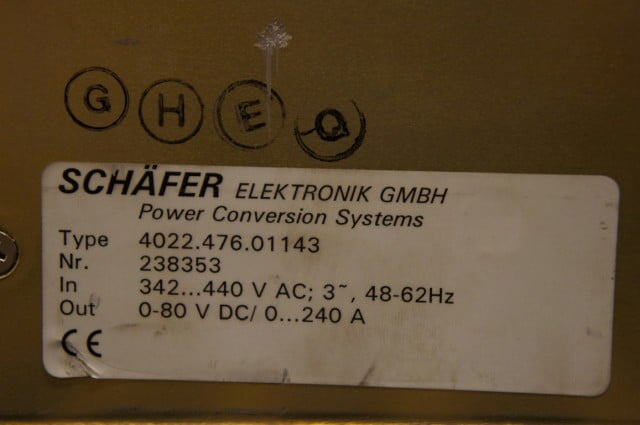 G H E Q
SCHÄFER ELEKTRONIK GMBH
Power Conversion Systems
Type 4022.476.01143
Nr. 238353
In 342...440 V AC; 3~, 48-62Hz
Out 0-80 V DC/ 0...240 A
CE